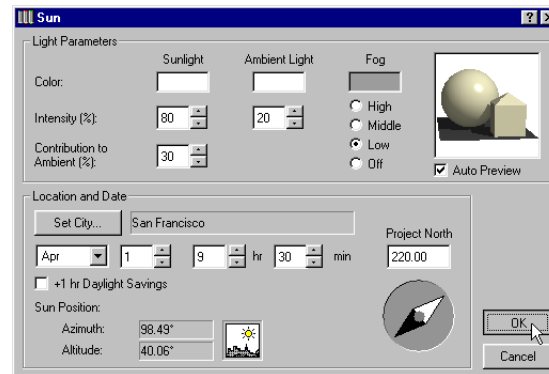 Sun
Light Parameters
Sunlight Ambient Light Fog
Color:
Intensity (%): 80 20
High
Middle
Low
Off
Contribution to
Ambient (%): 30
Auto Preview
Location and Date
Set City... San Francisco
Project North
Apr 1 9 hr 30 min 220.00
+1 hr Daylight Savings
Sun Position:
Azimuth: 98.49°
Altitude: 40.06°
OK
Cancel